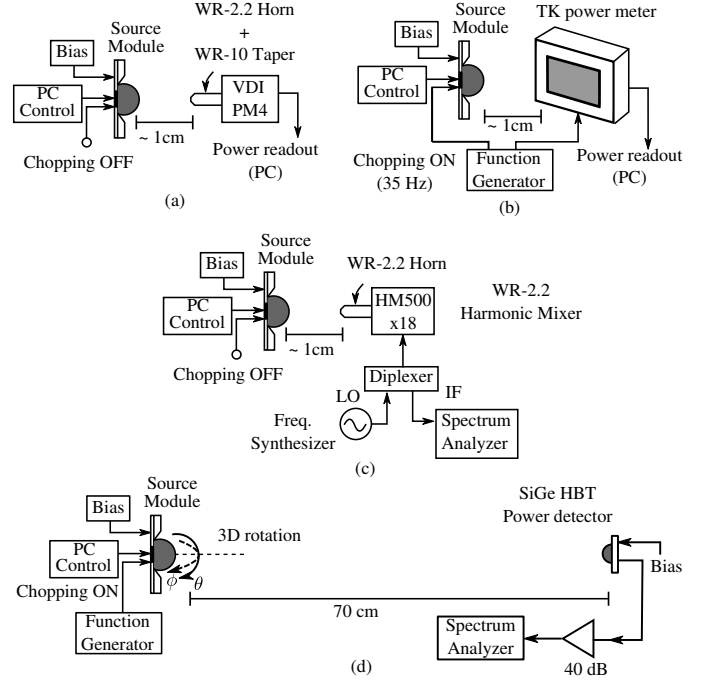 Source
Module
Bias
PC
Control
Chopping OFF
~ 1cm
WR-2.2 Horn
+
WR-10 Taper
VDI
PM4
Power readout
(PC)
(a)
Source
Module
Bias
PC
Control
Chopping ON
(35 Hz)
~ 1cm
Function
Generator
TK power meter
Power readout
(PC)
(b)
Source
Module
Bias
PC
Control
Chopping OFF
~ 1cm
WR-2.2 Horn
HM500
x18
WR-2.2
Harmonic Mixer
Diplexer
LO
IF
Freq.
Synthesizer
Spectrum
Analyzer
(c)
Source
Module
Bias
PC
Control
Chopping ON
Function
Generator
3D rotation
ϕ
θ
70 cm
SiGe HBT
Power detector
Bias
Spectrum
Analyzer
40 dB
(d)